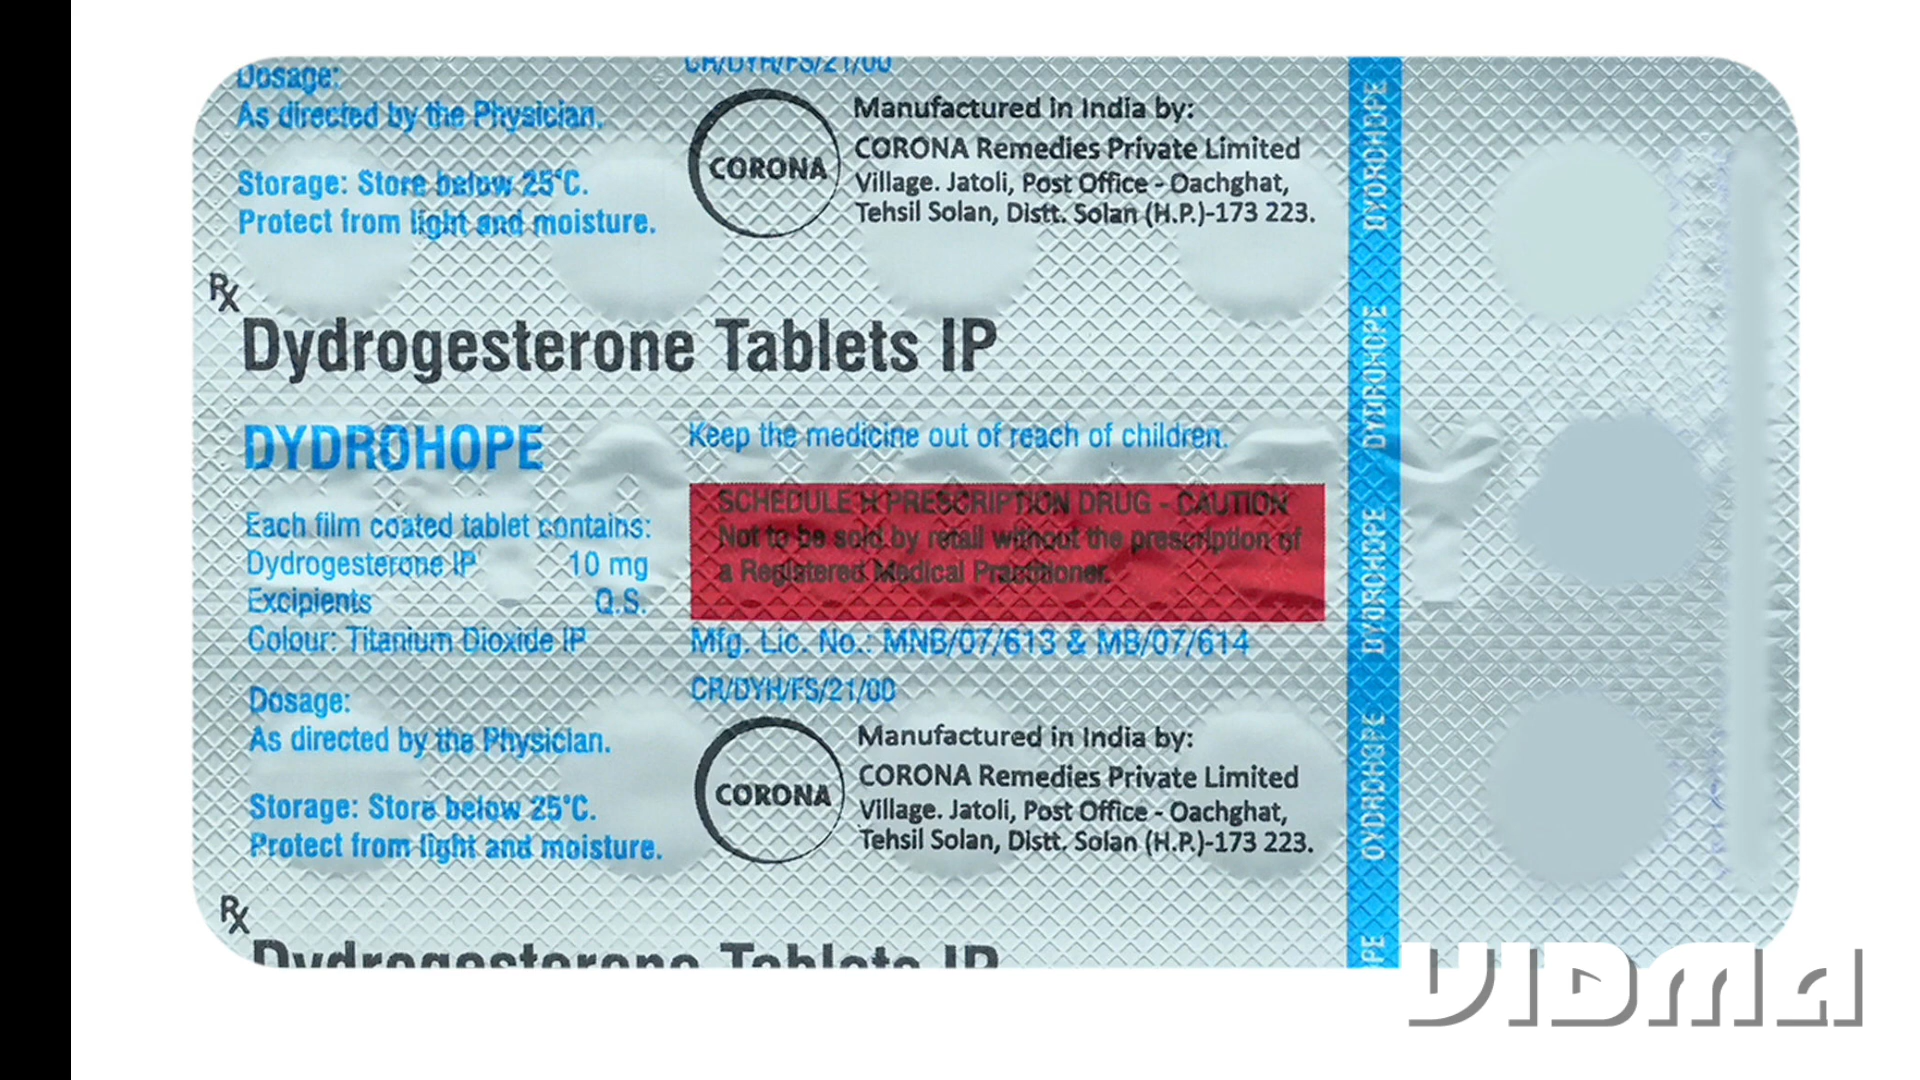 Dosage:
As directed by the Physician.
Storage: Store below 25°C.
Protect from light and moisture.
CR/DYH/FS/21/00
CORONA
Manufactured in India by:
CORONA Remedies Private Limited
Village. Jatoli, Post Office - Oachghat,
Tehsil Solan, Distt. Solan (H.P.)-173 223.
Rx
Dydrogesterone Tablets IP
DYDROHOPE
Each film coated tablet contains:
Dydrogesterone IP 10 mg
Excipients Q.S.
Colour: Titanium Dioxide IP
Keep the medicine out of reach of children.
SCHEDULE H PRESCRIPTION DRUG - CAUTION
Not to be sold by retail without the prescription of
a Registered Medical Practitioner.
Mfg. Lic. No.: MNB/07/613 & MB/07/614
CR/DYH/FS/21/00
Dosage:
As directed by the Physician.
Storage: Store below 25°C.
Protect from light and moisture.
CORONA
Manufactured in India by:
CORONA Remedies Private Limited
Village. Jatoli, Post Office - Oachghat,
Tehsil Solan, Distt. Solan (H.P.)-173 223.
Rx
Dydrogesterone Tablets IP
DYDROHOPE
DYDROHOPE
DYDROHOPE
DYDROHOPE
PE
VIDMA